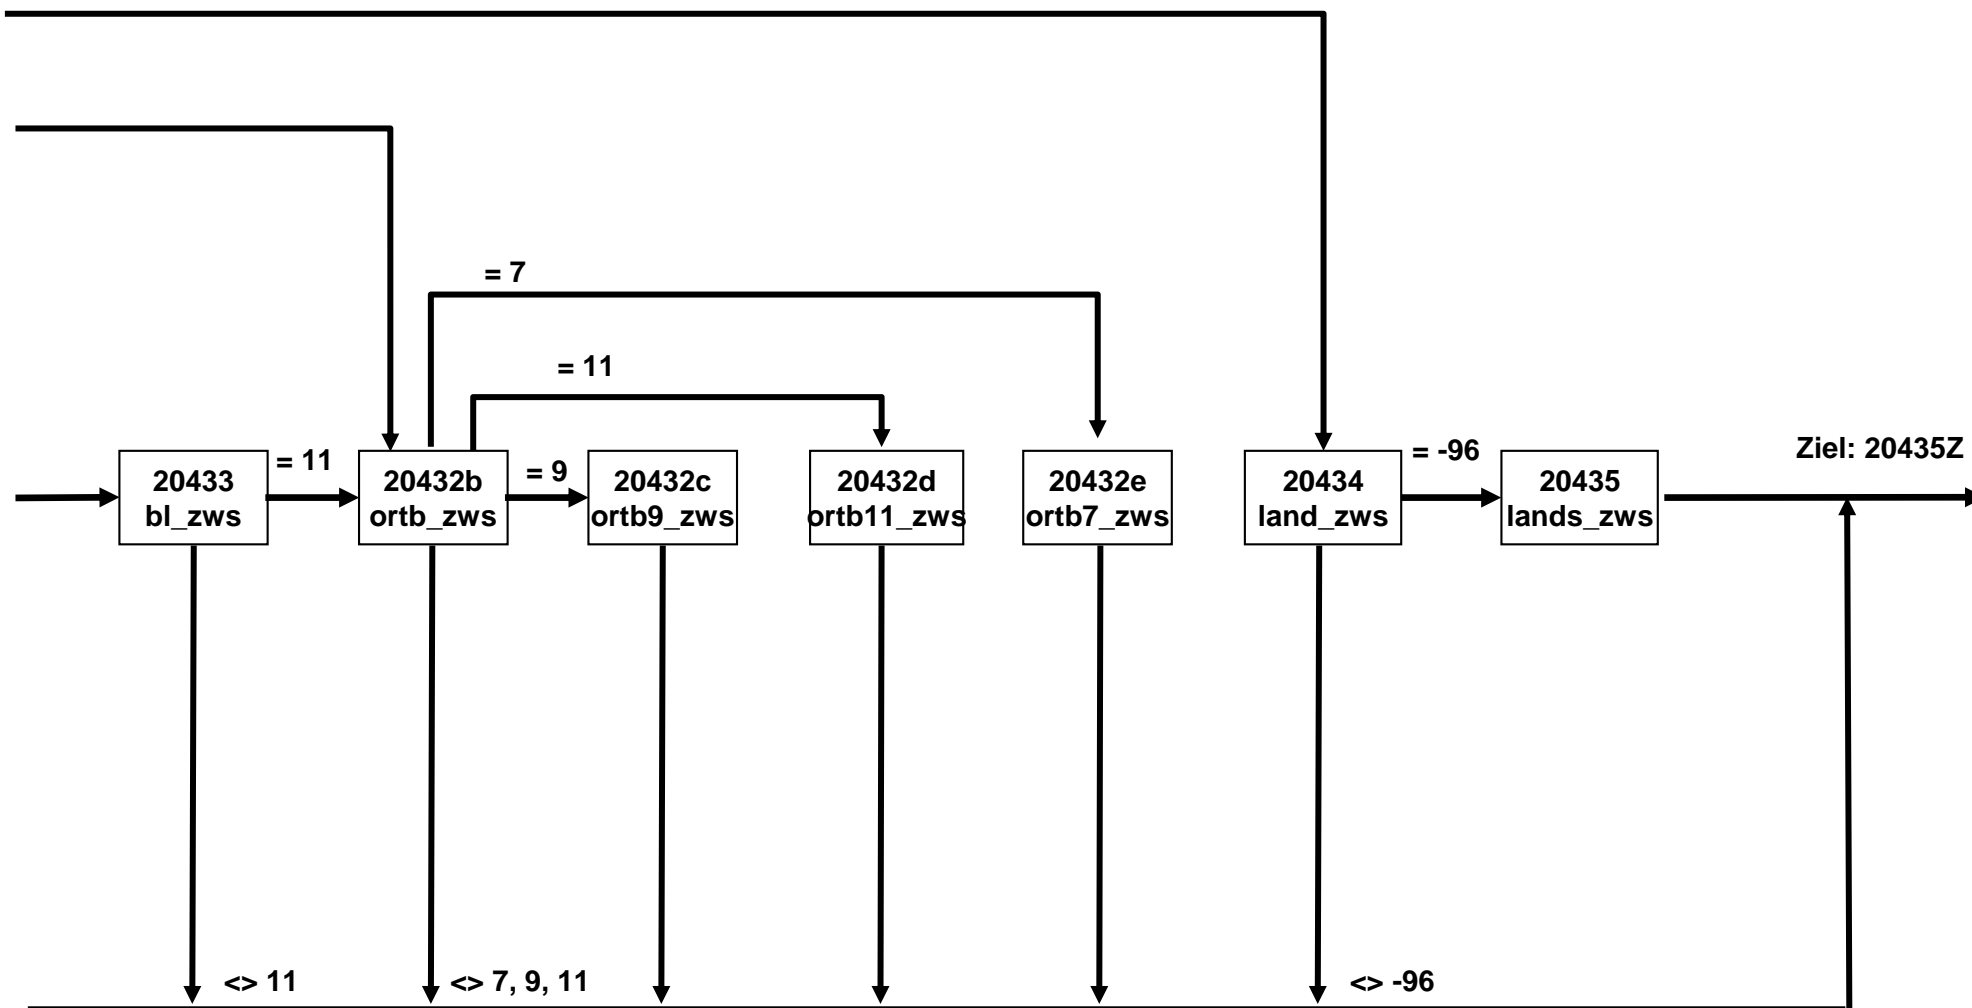 = 7
= 11
20433
bl_zws
= 11
20432b
ortb_zws
= 9
20432c
ortb9_zws
20432d
ortb11_zws
20432e
ortb7_zws
20434
land_zws
= -96
20435
lands_zws
Ziel: 20435Z
<> 11
<> 7, 9, 11
<> -96